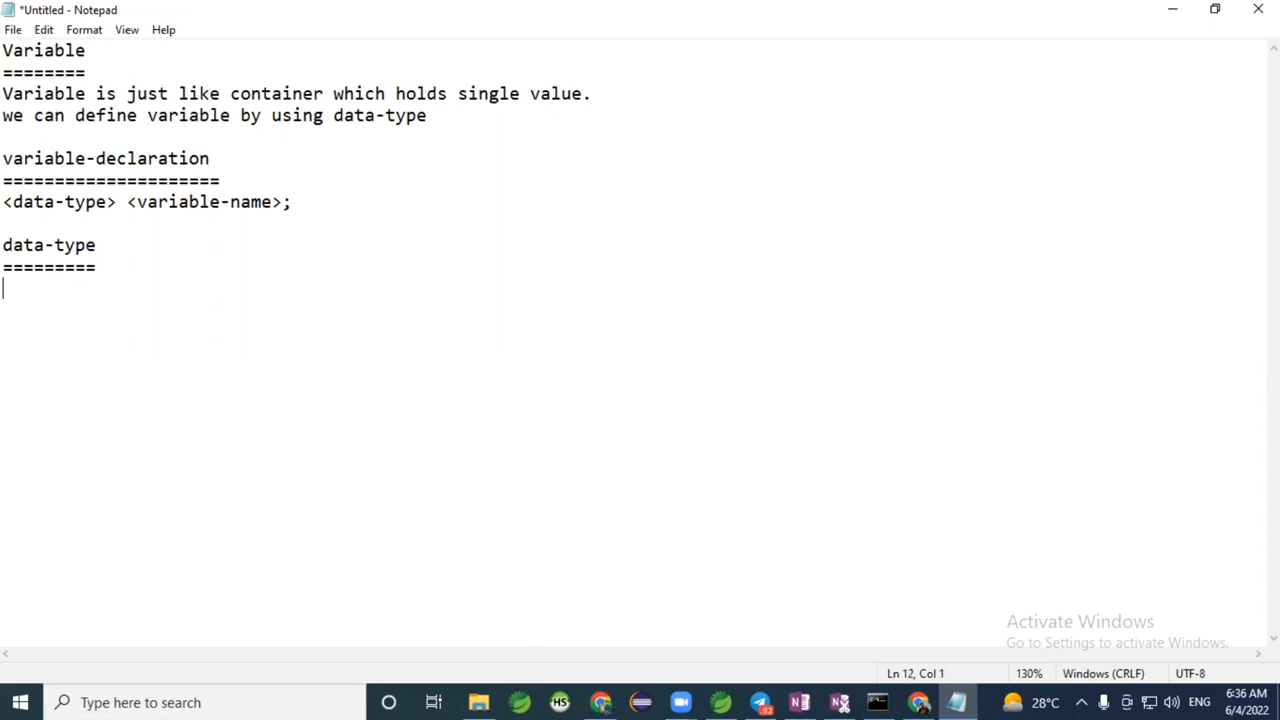 *Untitled - Notepad
File Edit Format View Help
Variable
========
Variable is just like container which holds single value.
we can define variable by using data-type
variable-declaration
=====================
<data-type> <variable-name>;
data-type
=========
Activate Windows
Go to Settings to activate Windows.
Ln 12, Col 1 130% Windows (CRLF) UTF-8
Type here to search HS 92 28°C ENG 6:36 AM
6/4/2022